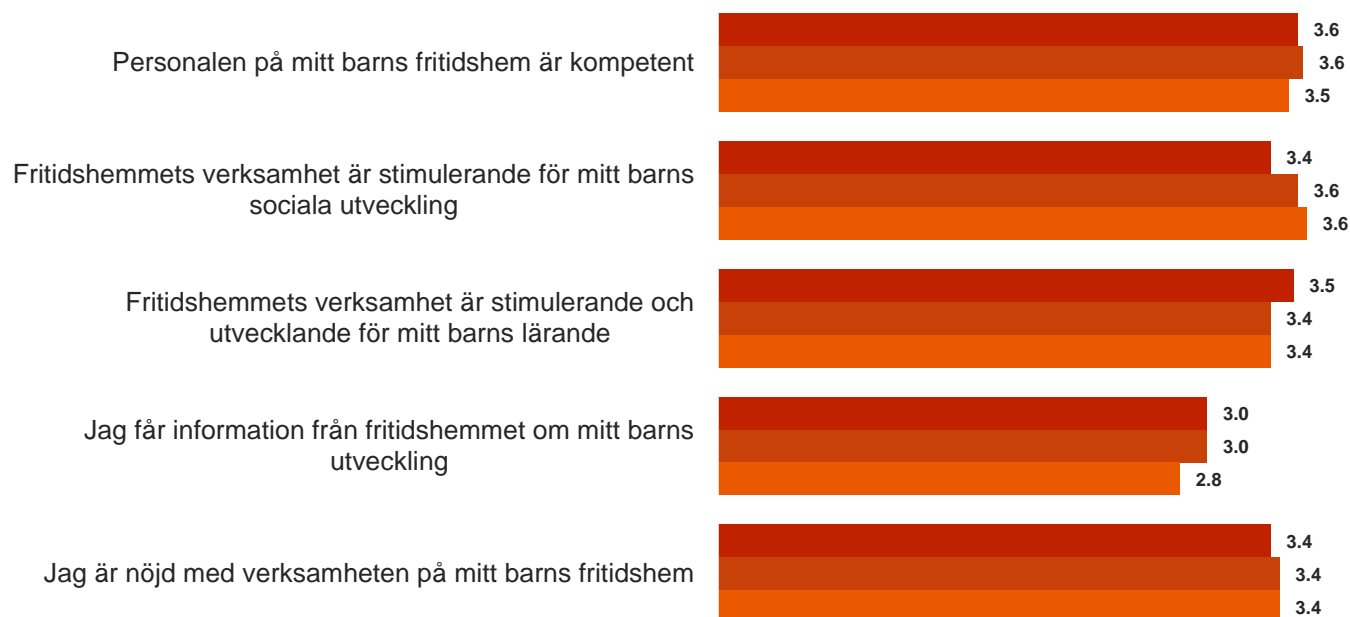 Personalen på mitt barns fritidshem är kompetent
3.6
3.6
3.5
Fritidshemmets verksamhet är stimulerande för mitt barns
sociala utveckling
3.4
3.6
3.6
Fritidshemmets verksamhet är stimulerande och
utvecklande för mitt barns lärande
3.5
3.4
3.4
Jag får information från fritidshemmet om mitt barns
utveckling
3.0
3.0
2.8
Jag är nöjd med verksamheten på mitt barns fritidshem
3.4
3.4
3.4